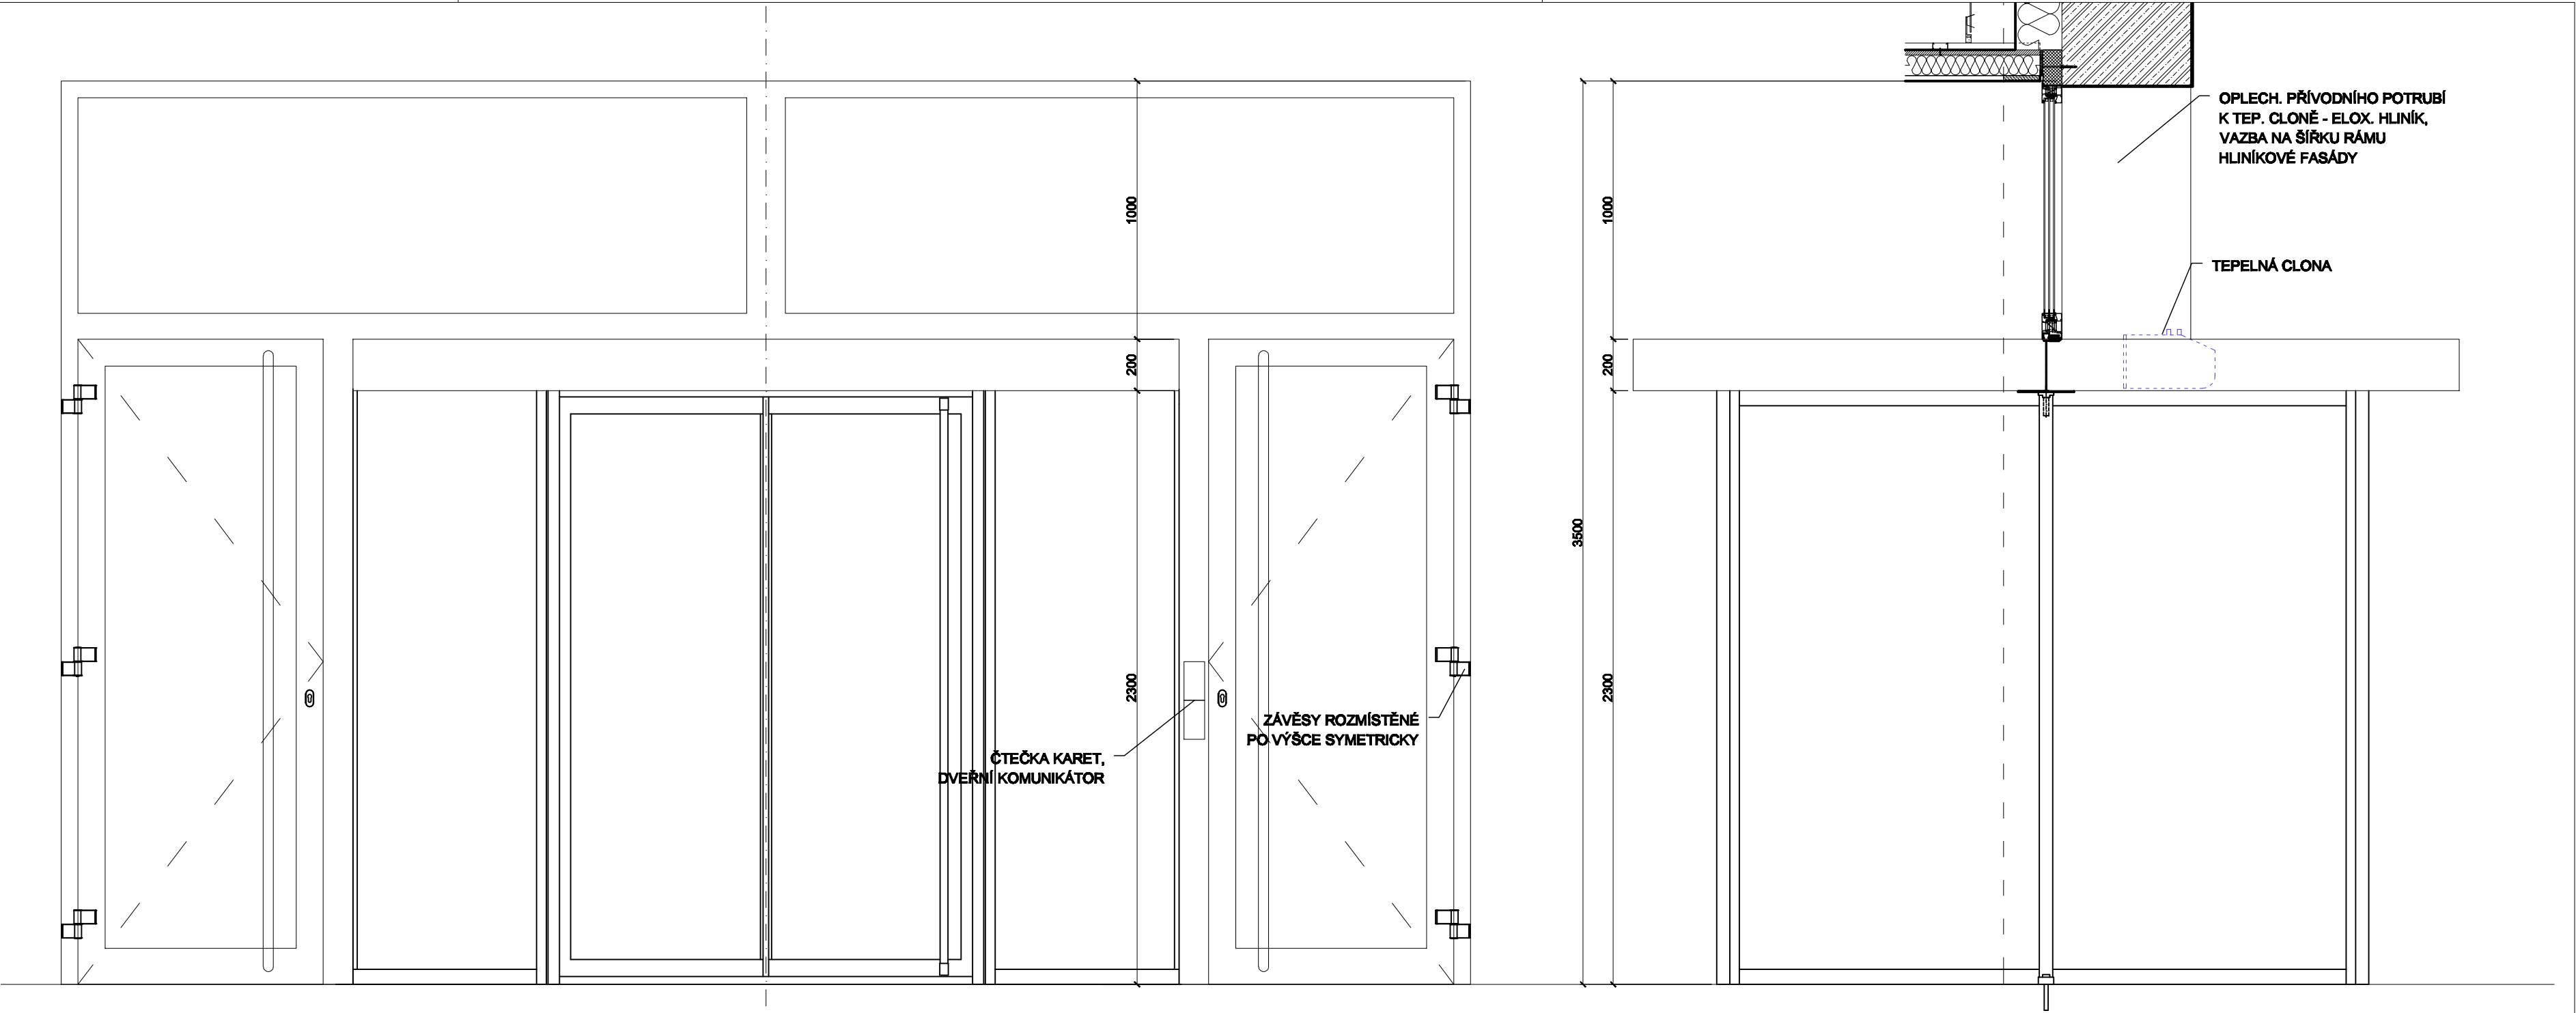 OPLECH. PŘÍVODNÍHO POTRUBÍ
K TEP. CLONĚ - ELOX. HLINÍK,
VAZBA NA ŠÍŘKU RÁMU
HLINÍKOVÉ FASÁDY
1000
1000
TEPELNÁ CLONA
200
200
3500
2300
2300
ZÁVĚSY ROZMÍSTĚNÉ
PO VÝŠCE SYMETRICKY
ČTEČKA KARET,
DVEŘNÍ KOMUNIKÁTOR